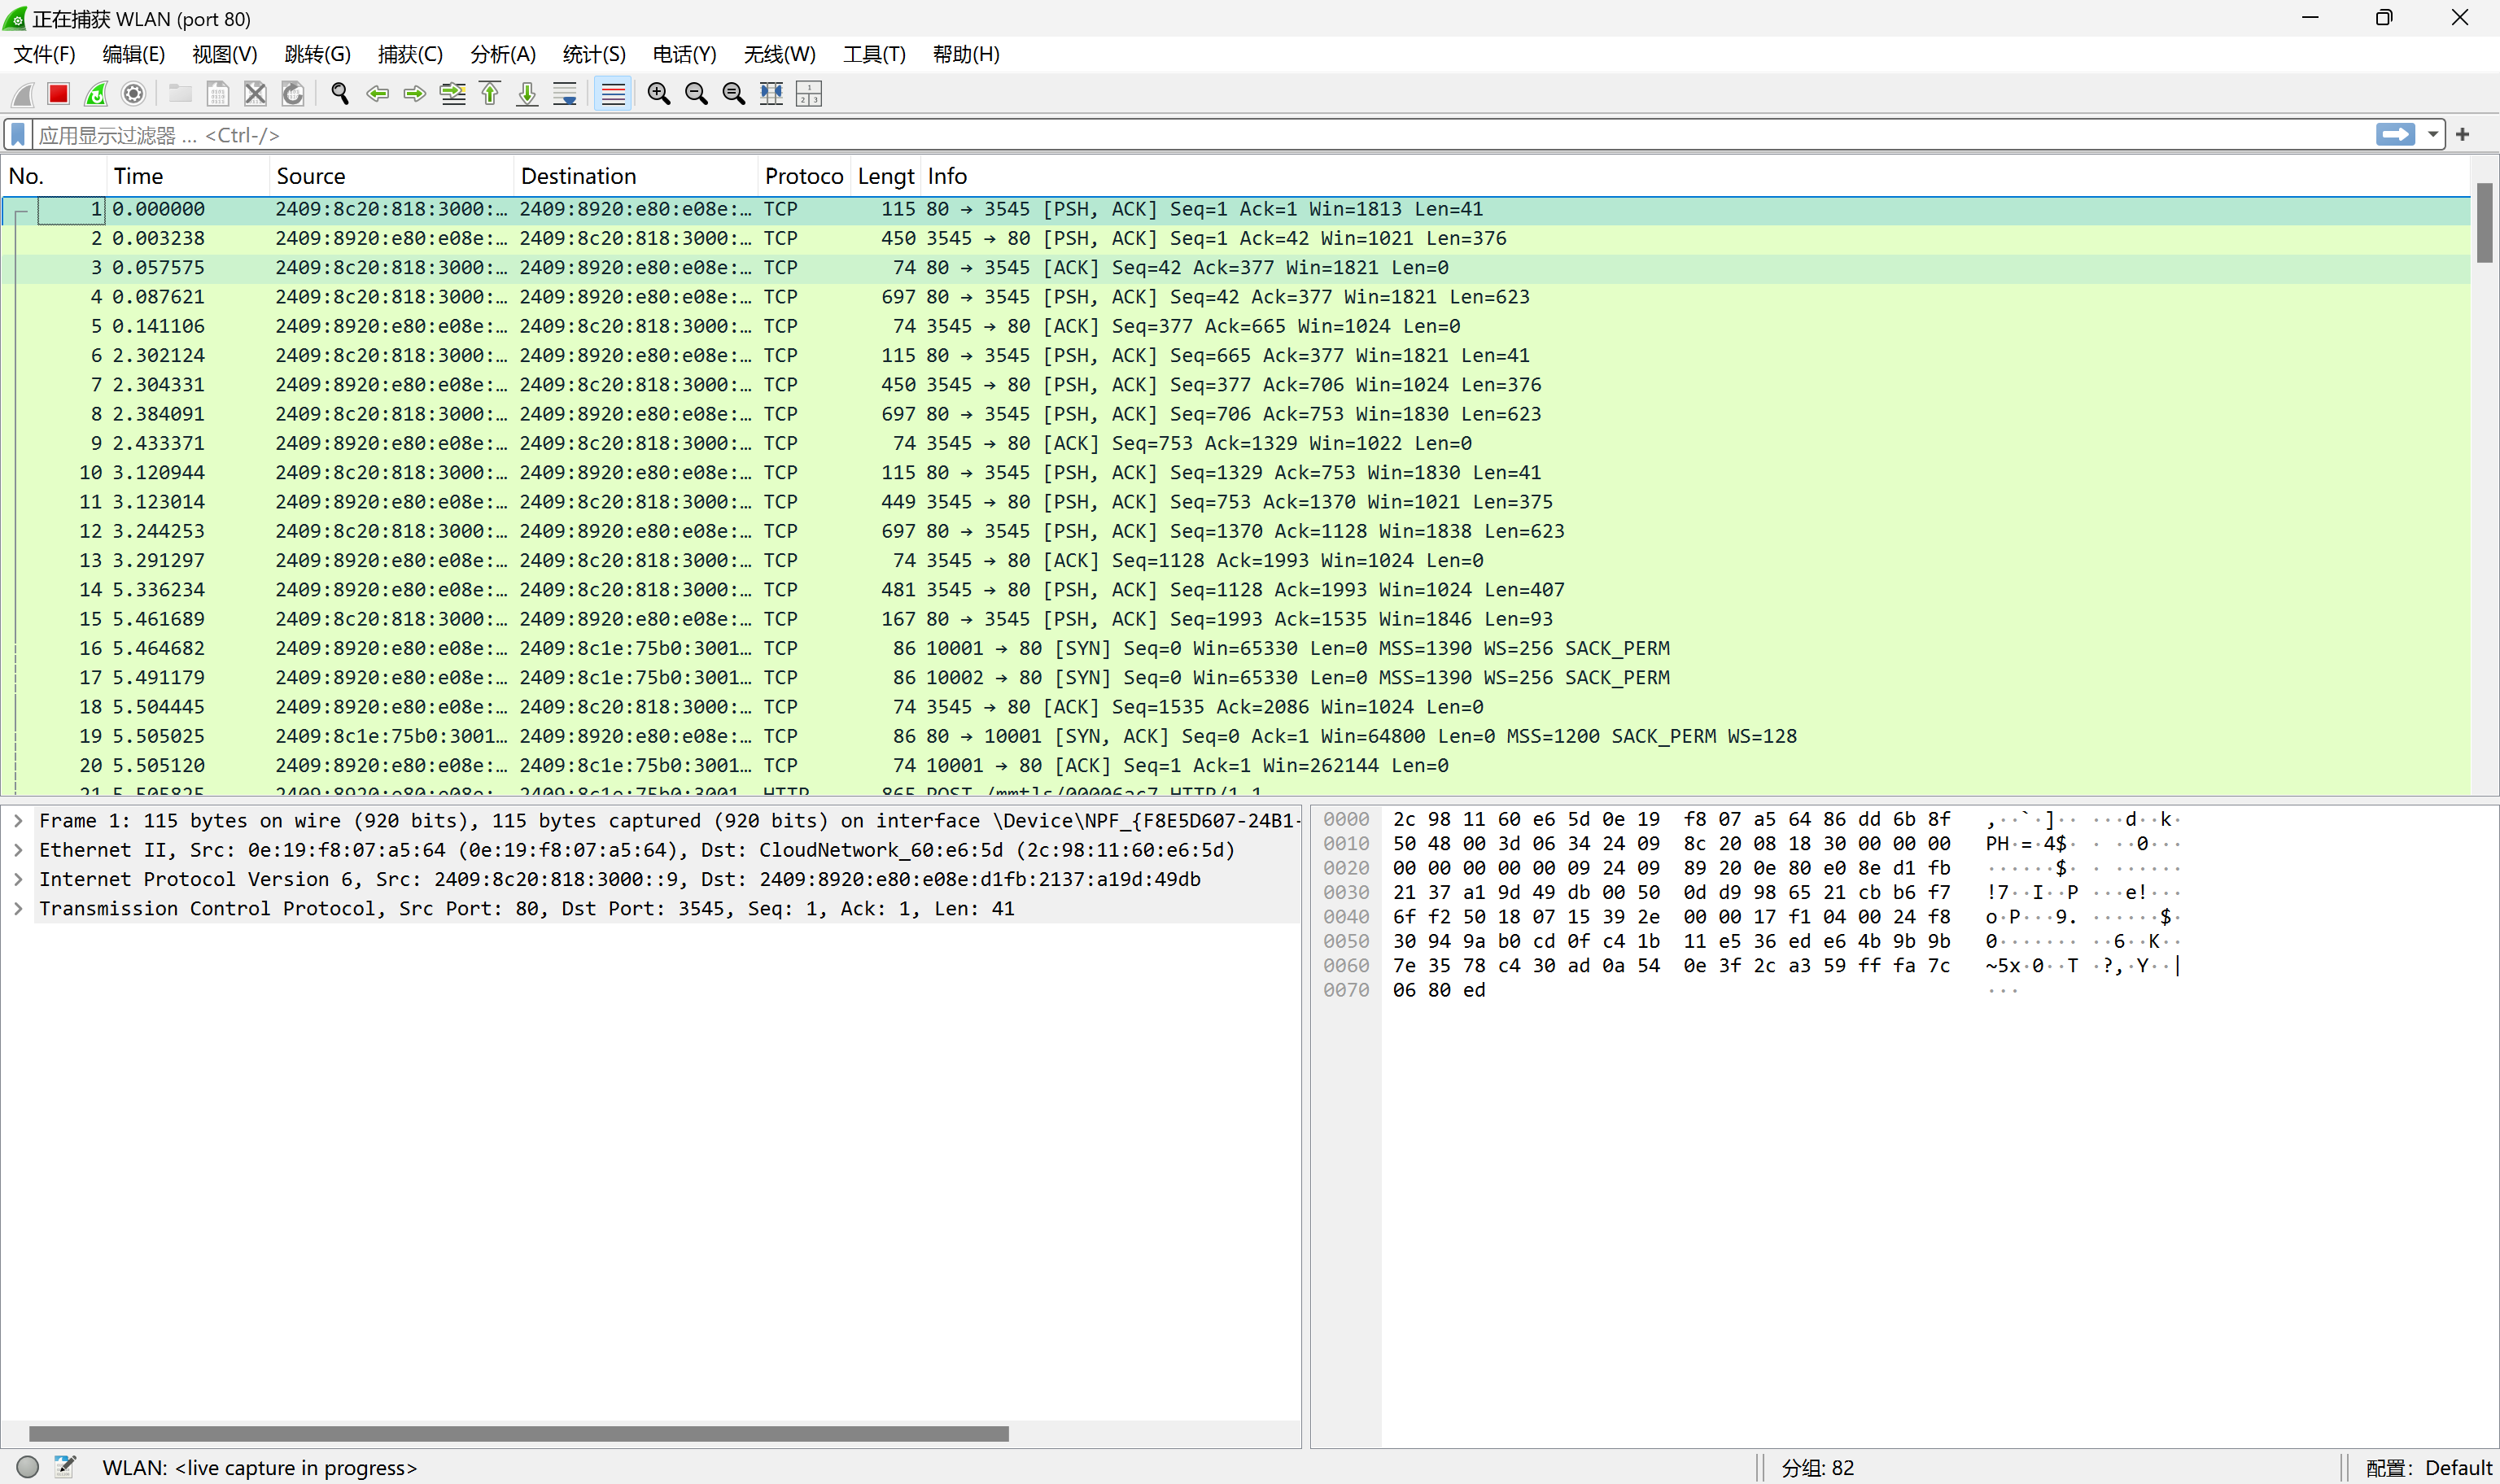 正在捕获 WLAN (port 80)
文件(F) 编辑(E) 视图(V) 跳转(G) 捕获(C) 分析(A) 统计(S) 电话(Y) 无线(W) 工具(T) 帮助(H)
应用显示过滤器 … <Ctrl-/>
No. Time Source Destination Protoco Lengt Info
1 0.000000 2409:8c20:818:3000:… 2409:8920:e80:e08e:… TCP 115 80 → 3545 [PSH, ACK] Seq=1 Ack=1 Win=1813 Len=41
2 0.003238 2409:8920:e80:e08e:… 2409:8c20:818:3000:… TCP 450 3545 → 80 [PSH, ACK] Seq=1 Ack=42 Win=1021 Len=376
3 0.057575 2409:8c20:818:3000:… 2409:8920:e80:e08e:… TCP 74 80 → 3545 [ACK] Seq=42 Ack=377 Win=1821 Len=0
4 0.087621 2409:8c20:818:3000:… 2409:8920:e80:e08e:… TCP 697 80 → 3545 [PSH, ACK] Seq=42 Ack=377 Win=1821 Len=623
5 0.141106 2409:8920:e80:e08e:… 2409:8c20:818:3000:… TCP 74 3545 → 80 [ACK] Seq=377 Ack=665 Win=1024 Len=0
6 2.302124 2409:8c20:818:3000:… 2409:8920:e80:e08e:… TCP 115 80 → 3545 [PSH, ACK] Seq=665 Ack=377 Win=1821 Len=41
7 2.304331 2409:8920:e80:e08e:… 2409:8c20:818:3000:… TCP 450 3545 → 80 [PSH, ACK] Seq=377 Ack=706 Win=1024 Len=376
8 2.384091 2409:8c20:818:3000:… 2409:8920:e80:e08e:… TCP 697 80 → 3545 [PSH, ACK] Seq=706 Ack=753 Win=1830 Len=623
9 2.433371 2409:8920:e80:e08e:… 2409:8c20:818:3000:… TCP 74 3545 → 80 [ACK] Seq=753 Ack=1329 Win=1022 Len=0
10 3.120944 2409:8c20:818:3000:… 2409:8920:e80:e08e:… TCP 115 80 → 3545 [PSH, ACK] Seq=1329 Ack=753 Win=1830 Len=41
11 3.123014 2409:8920:e80:e08e:… 2409:8c20:818:3000:… TCP 449 3545 → 80 [PSH, ACK] Seq=753 Ack=1370 Win=1021 Len=375
12 3.244253 2409:8c20:818:3000:… 2409:8920:e80:e08e:… TCP 697 80 → 3545 [PSH, ACK] Seq=1370 Ack=1128 Win=1838 Len=623
13 3.291297 2409:8920:e80:e08e:… 2409:8c20:818:3000:… TCP 74 3545 → 80 [ACK] Seq=1128 Ack=1993 Win=1024 Len=0
14 5.336234 2409:8920:e80:e08e:… 2409:8c20:818:3000:… TCP 481 3545 → 80 [PSH, ACK] Seq=1128 Ack=1993 Win=1024 Len=407
15 5.461689 2409:8c20:818:3000:… 2409:8920:e80:e08e:… TCP 167 80 → 3545 [PSH, ACK] Seq=1993 Ack=1535 Win=1846 Len=93
16 5.464682 2409:8920:e80:e08e:… 2409:8c1e:75b0:3001… TCP 86 10001 → 80 [SYN] Seq=0 Win=65330 Len=0 MSS=1390 WS=256 SACK_PERM
17 5.491179 2409:8920:e80:e08e:… 2409:8c1e:75b0:3001… TCP 86 10002 → 80 [SYN] Seq=0 Win=65330 Len=0 MSS=1390 WS=256 SACK_PERM
18 5.504445 2409:8920:e80:e08e:… 2409:8c20:818:3000:… TCP 74 3545 → 80 [ACK] Seq=1535 Ack=2086 Win=1024 Len=0
19 5.505025 2409:8c1e:75b0:3001… 2409:8920:e80:e08e:… TCP 86 80 → 10001 [SYN, ACK] Seq=0 Ack=1 Win=64800 Len=0 MSS=1200 SACK_PERM WS=128
20 5.505120 2409:8920:e80:e08e:… 2409:8c1e:75b0:3001… TCP 74 10001 → 80 [ACK] Seq=1 Ack=1 Win=262144 Len=0
21 5.505825 2409:8920:e80:e08e:… 2409:8c1e:75b0:3001… HTTP 865 POST /mmtls/00006ac7 HTTP/1.1
Frame 1: 115 bytes on wire (920 bits), 115 bytes captured (920 bits) on interface \Device\NPF_{F8E5D607-24B1-
Ethernet II, Src: 0e:19:f8:07:a5:64 (0e:19:f8:07:a5:64), Dst: CloudNetwork_60:e6:5d (2c:98:11:60:e6:5d)
Internet Protocol Version 6, Src: 2409:8c20:818:3000::9, Dst: 2409:8920:e80:e08e:d1fb:2137:a19d:49db
Transmission Control Protocol, Src Port: 80, Dst Port: 3545, Seq: 1, Ack: 1, Len: 41
0000 2c 98 11 60 e6 5d 0e 19 f8 07 a5 64 86 dd 6b 8f ,··`·]·· ···d··k·
0010 50 48 00 3d 06 34 24 09 8c 20 08 18 30 00 00 00 PH·=·4$· · ··0···
0020 00 00 00 00 00 09 24 09 89 20 0e 80 e0 8e d1 fb ······$· · ······
0030 21 37 a1 9d 49 db 00 50 0d d9 98 65 21 cb b6 f7 !7··I··P ···e!···
0040 6f f2 50 18 07 15 39 2e 00 00 17 f1 04 00 24 f8 o·P···9. ······$·
0050 30 94 9a b0 cd 0f c4 1b 11 e5 36 ed e6 4b 9b 9b 0······· ··6··K··
0060 7e 35 78 c4 30 ad 0a 54 0e 3f 2c a3 59 ff fa 7c ~5x·0··T ·?,·Y··|
0070 06 80 ed ···
WLAN: <live capture in progress> 分组: 82 配置: Default